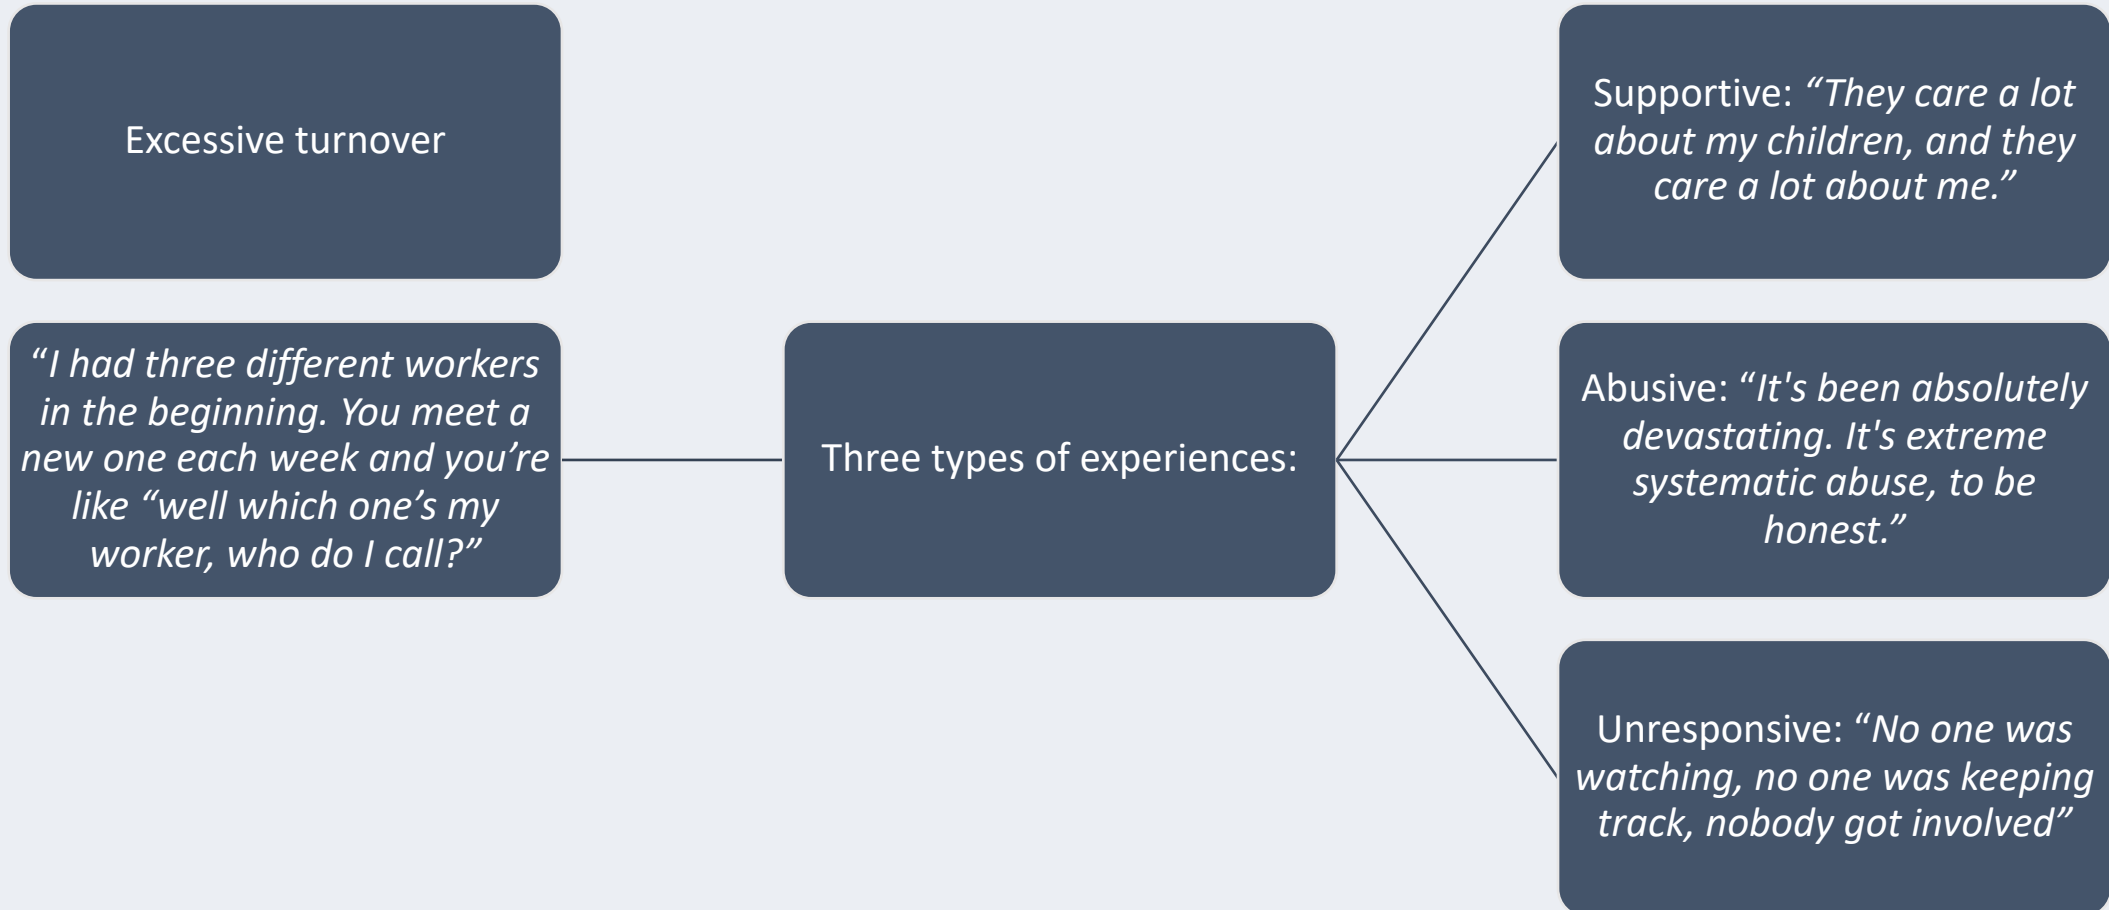 Excessive turnover
“I had three different workers
in the beginning. You meet a
new one each week and you’re
like “well which one’s my
worker, who do I call?”
Three types of experiences:
Supportive: “They care a lot
about my children, and they
care a lot about me.”
Abusive: “It's been absolutely
devastating. It's extreme
systematic abuse, to be
honest.”
Unresponsive: “No one was
watching, no one was keeping
track, nobody got involved”